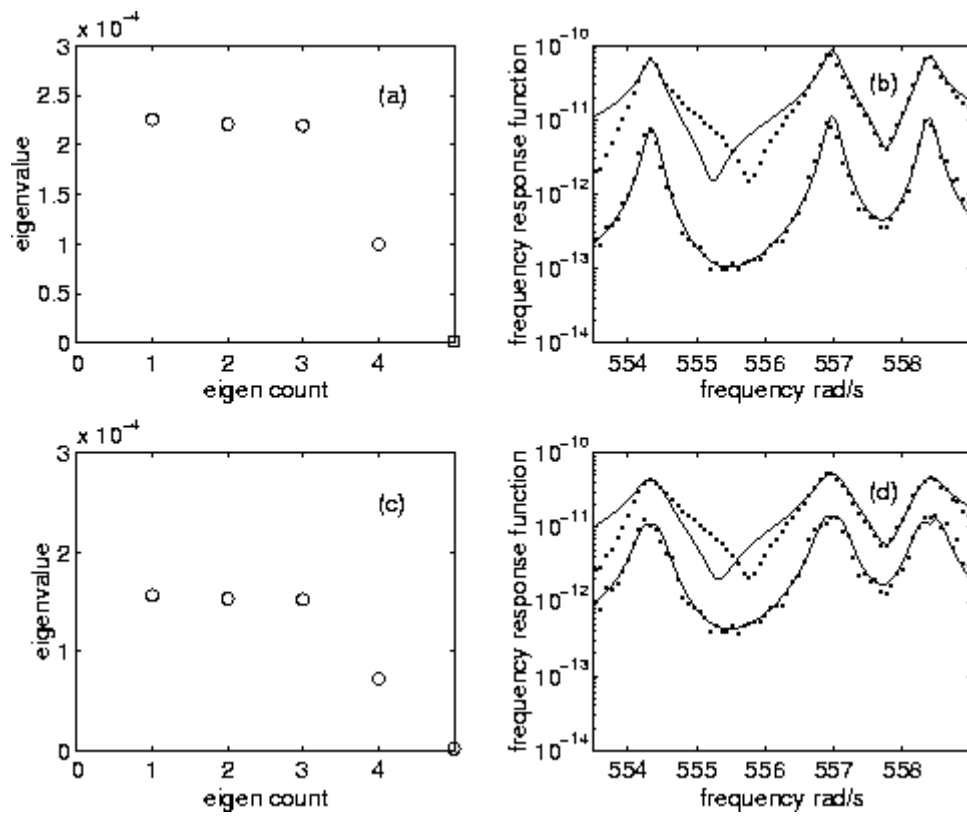 x 10⁻⁴
3
2.5
2
1.5
1
0.5
0
eigenvalue
(a)
0 1 2 3 4
eigen count
10⁻¹⁰
10⁻¹¹
10⁻¹²
10⁻¹³
10⁻¹⁴
frequency response function
(b)
554 555 556 557 558
frequency rad/s
x 10⁻⁴
3
2
1
0
eigenvalue
(c)
0 1 2 3 4
eigen count
10⁻¹⁰
10⁻¹¹
10⁻¹²
10⁻¹³
10⁻¹⁴
frequency response function
(d)
554 555 556 557 558
frequency rad/s